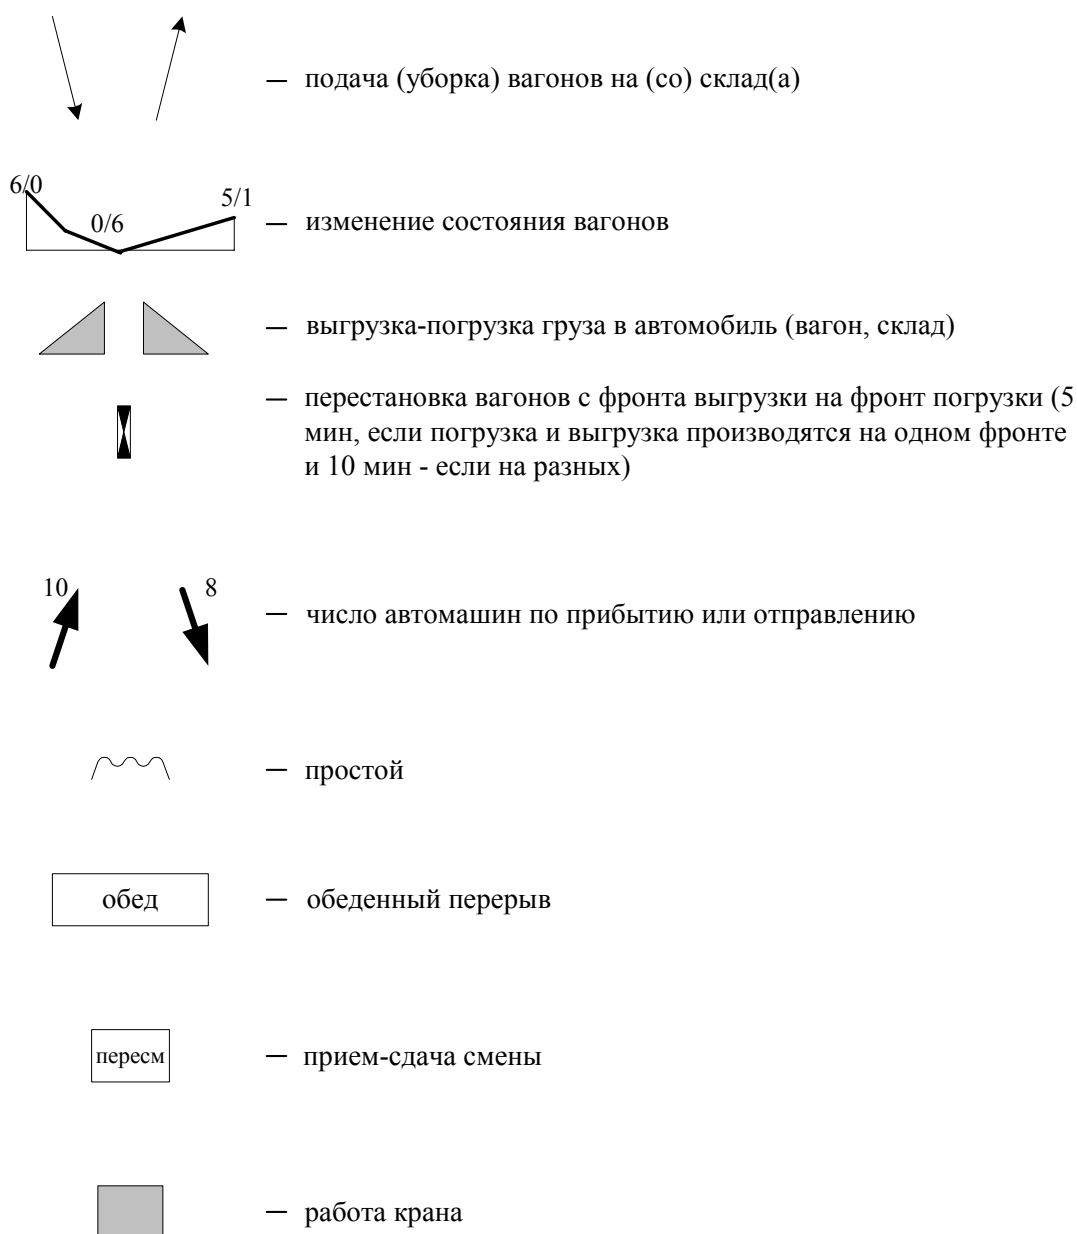 — подача (уборка) вагонов на (со) склад(а)
6/0
0/6
5/1
— изменение состояния вагонов
— выгрузка-погрузка груза в автомобиль (вагон, склад)
— перестановка вагонов с фронта выгрузки на фронт погрузки (5
мин, если погрузка и выгрузка производятся на одном фронте
и 10 мин - если на разных)
10
8
— число автомашин по прибытию или отправлению
— простой
обед
— обеденный перерыв
пересм
— прием-сдача смены
— работа крана